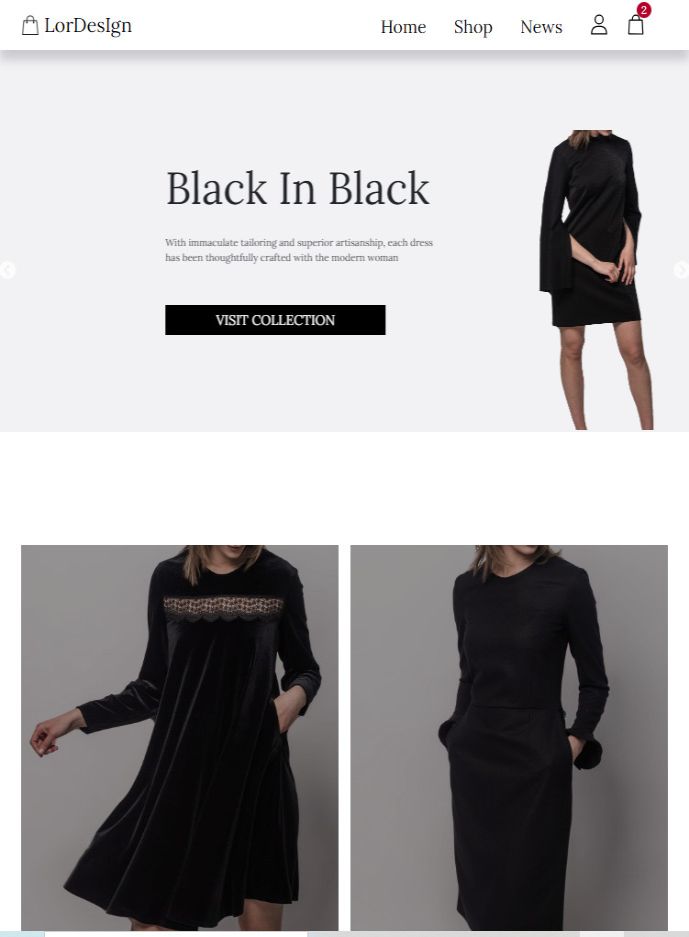 LorDesIgn
Home Shop News 2
Black In Black
With immaculate tailoring and superior artisanship, each dress
has been thoughtfully crafted with the modern woman
VISIT COLLECTION